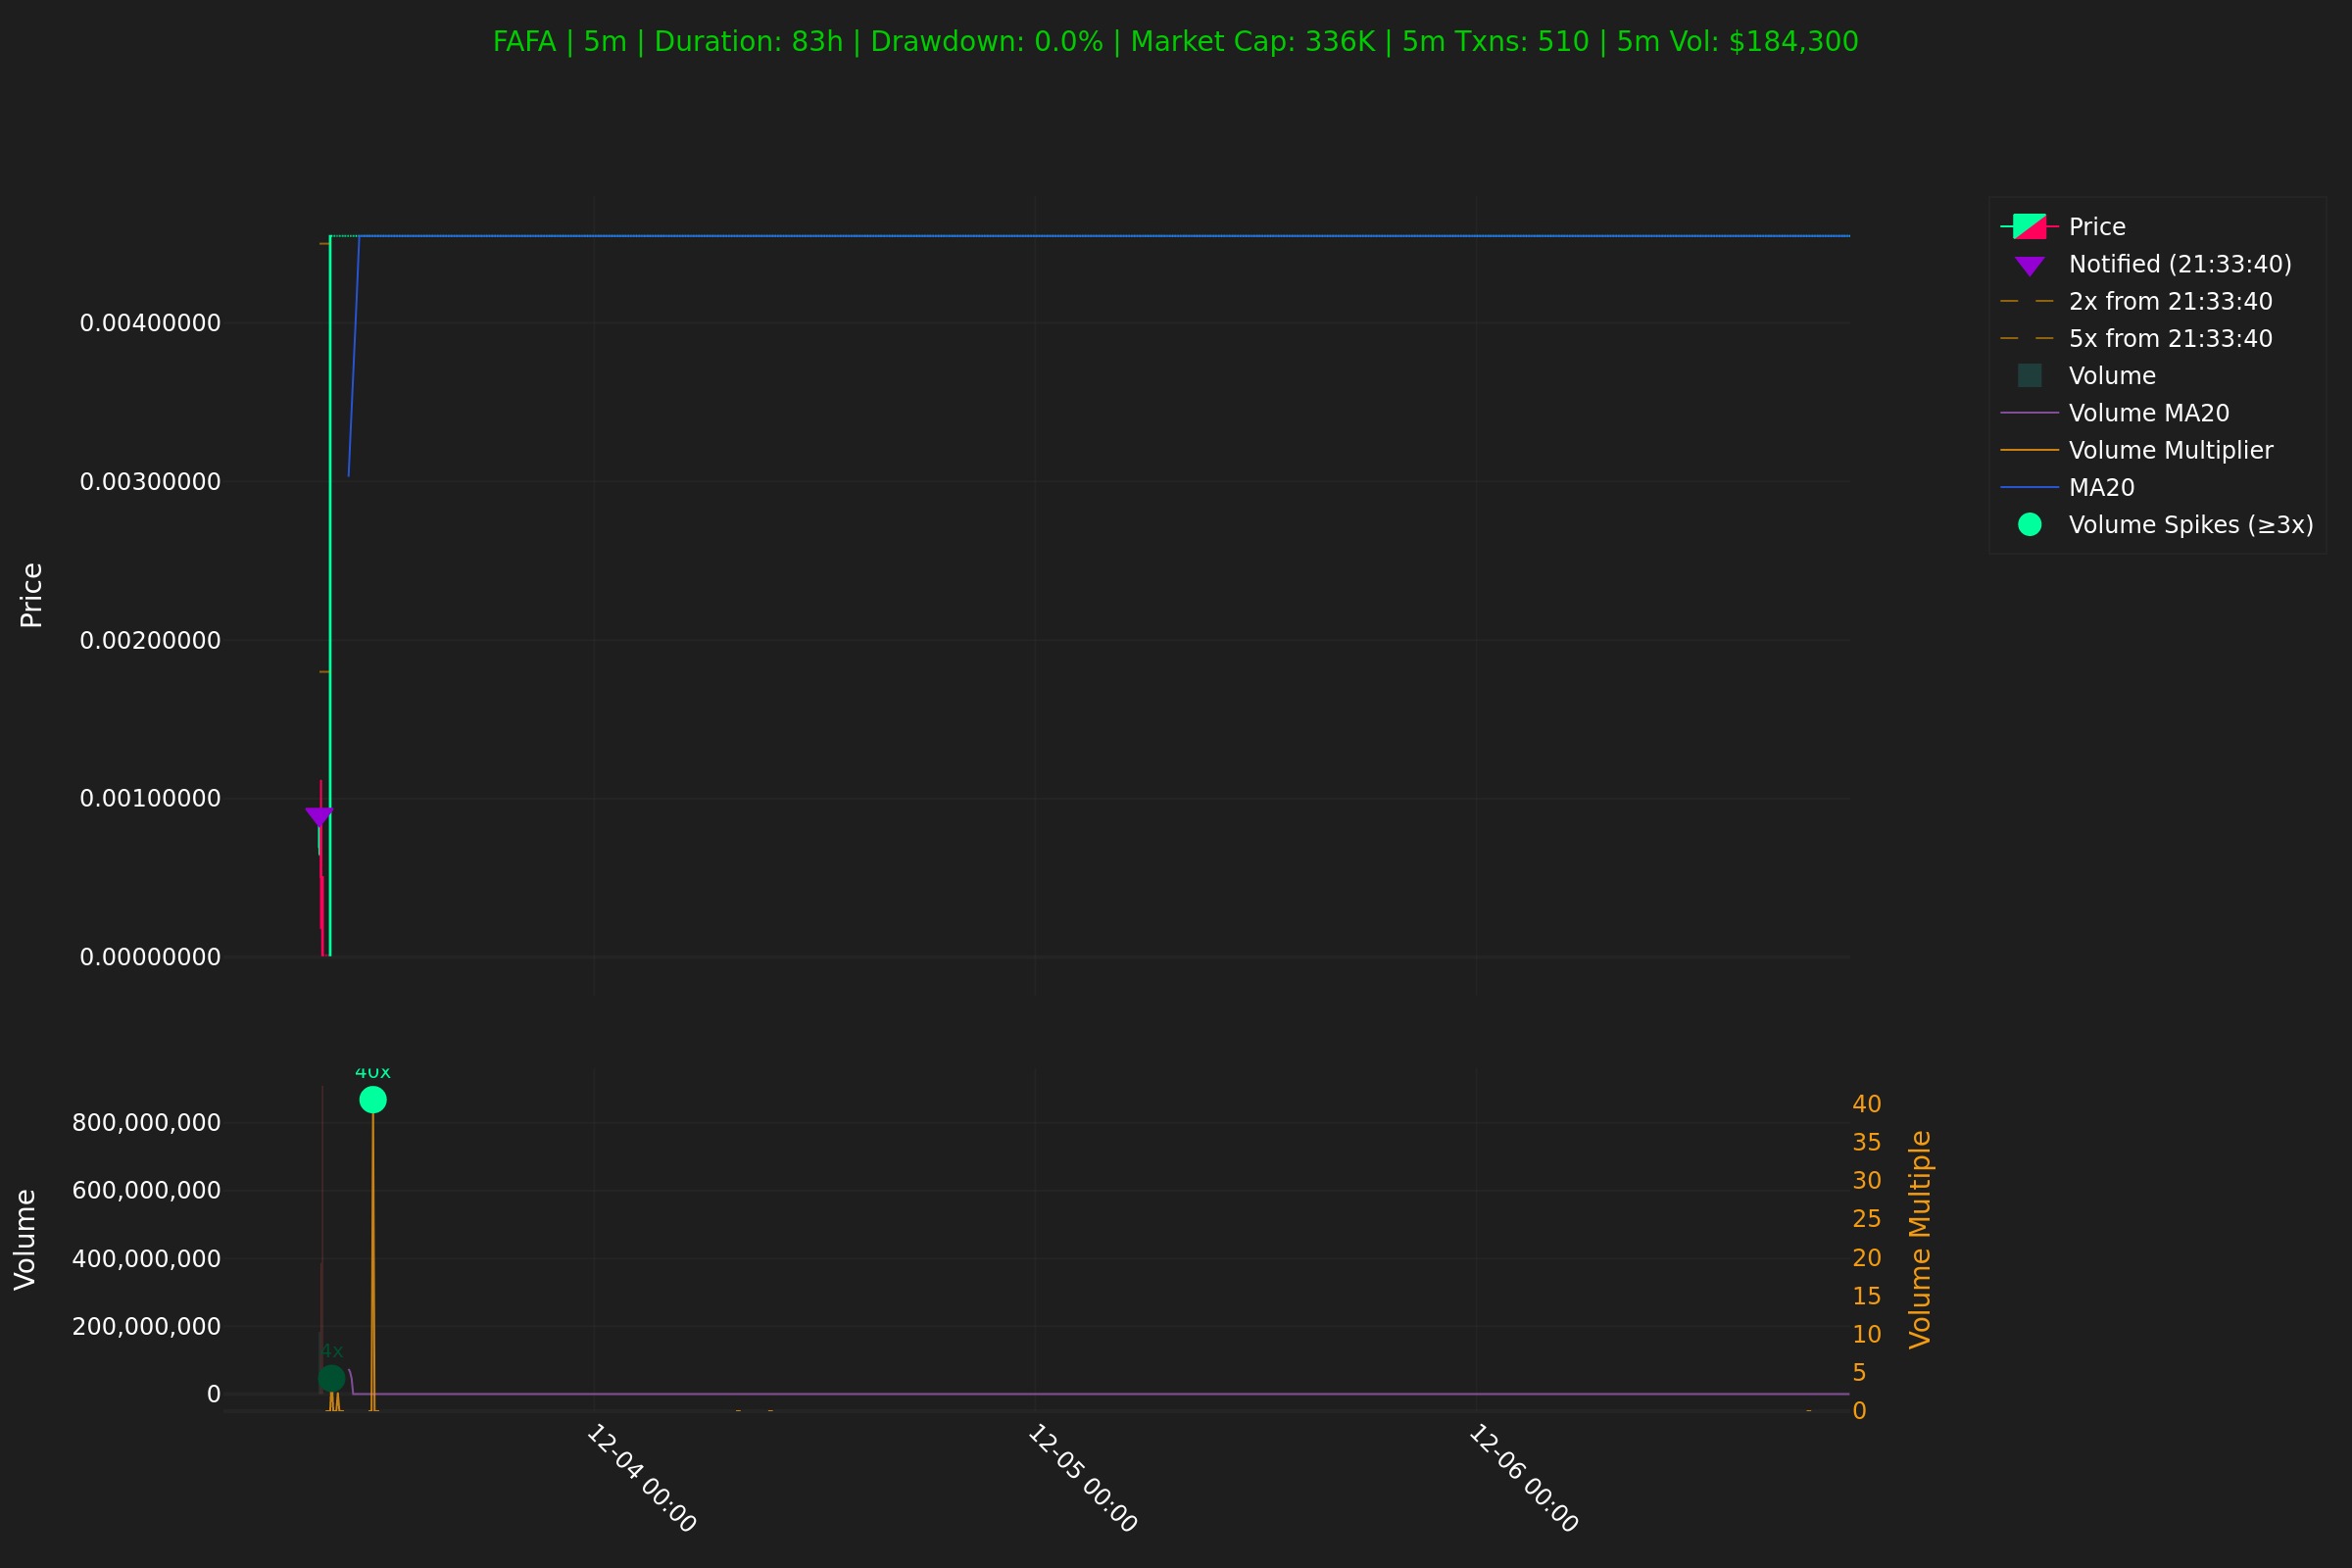 FAFA | 5m | Duration: 83h | Drawdown: 0.0% | Market Cap: 336K | 5m Txns: 510 | 5m Vol: $184,300
Price
Notified (21:33:40)
2x from 21:33:40
5x from 21:33:40
Volume
Volume MA20
Volume Multiplier
MA20
Volume Spikes (≥3x)
Price
0.00400000
0.00300000
0.00200000
0.00100000
0.00000000
Volume
800,000,000
600,000,000
400,000,000
200,000,000
0
40x
4x
40
35
30
25
20
15
10
5
0
Volume Multiple
12-04 00:00
12-05 00:00
12-06 00:00